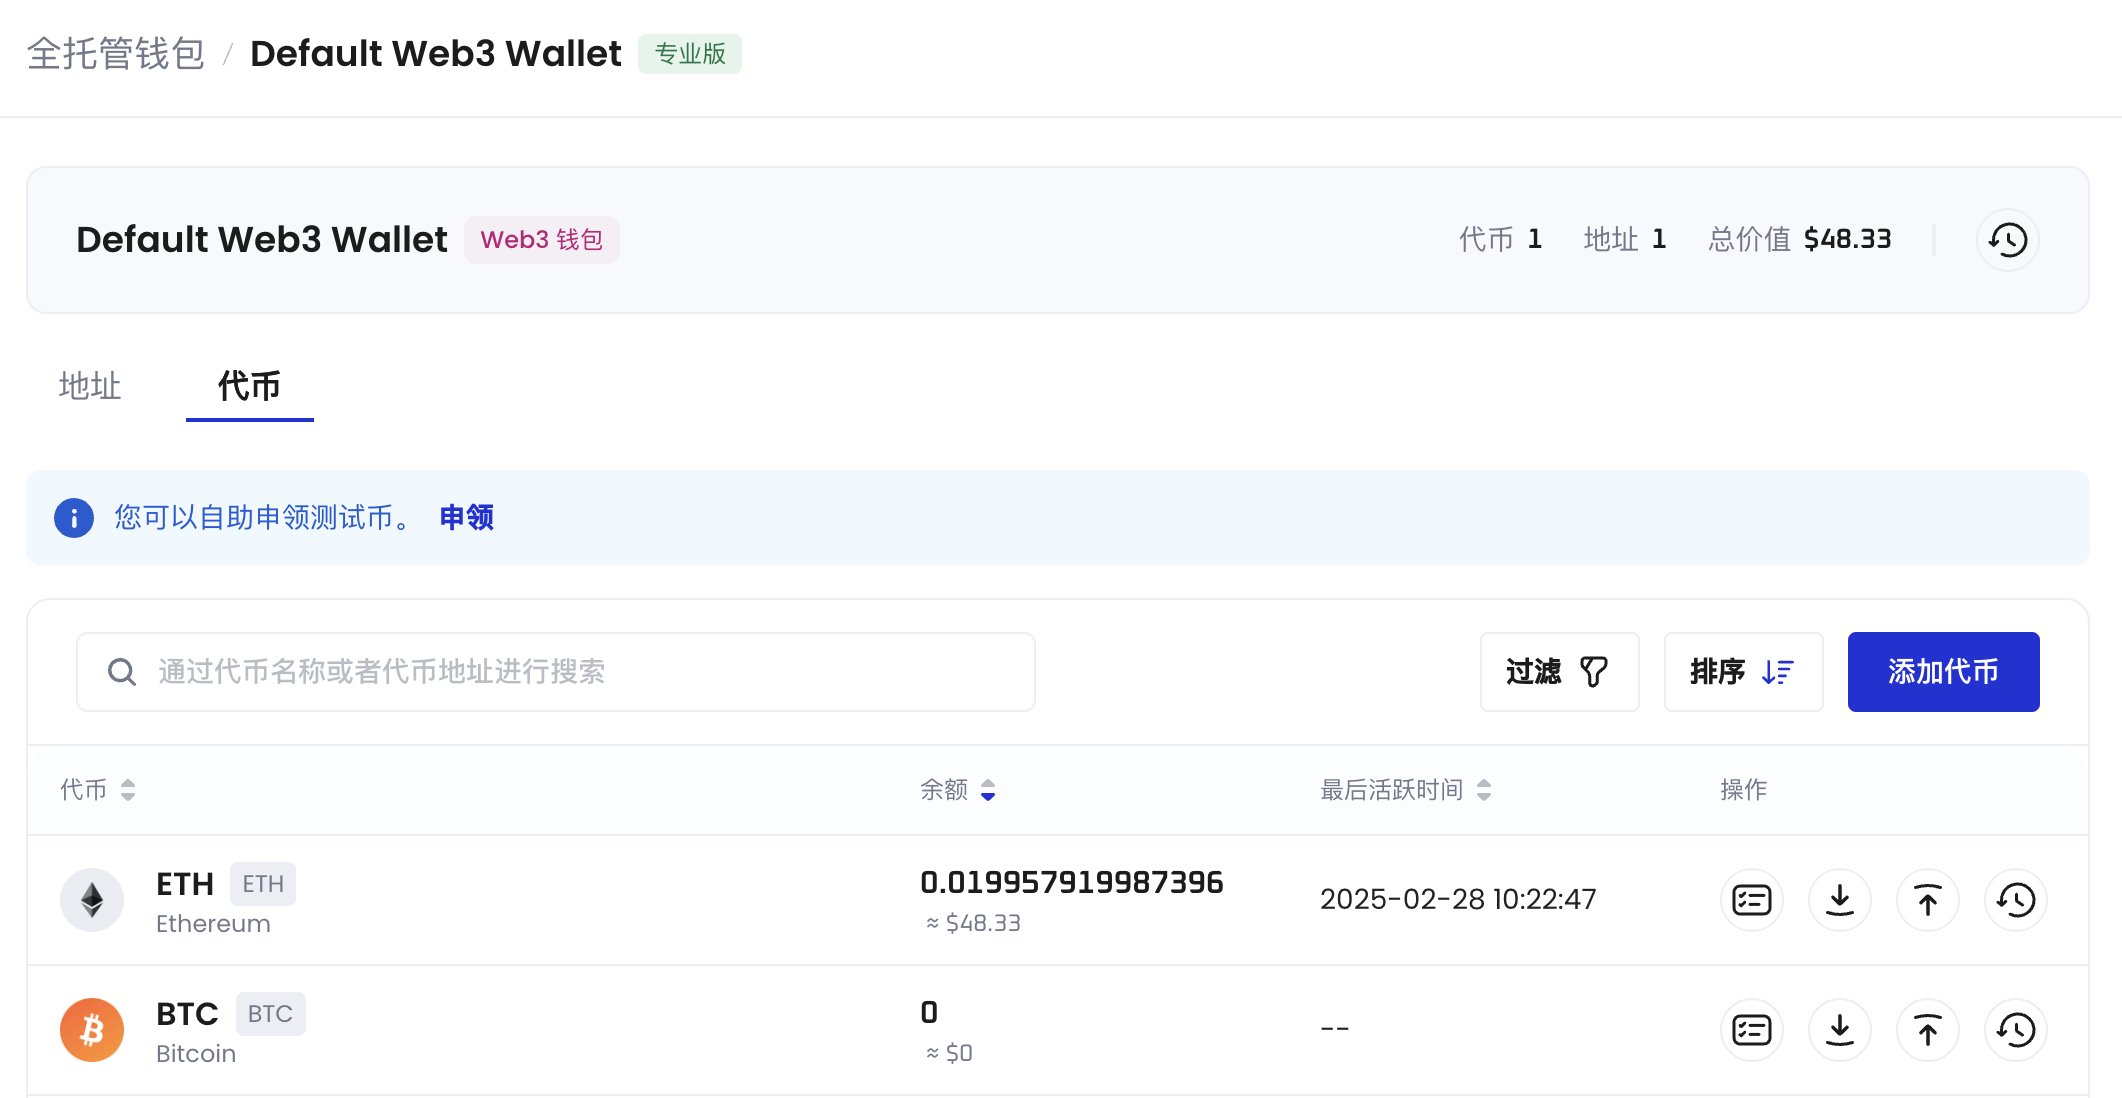 全托管钱包 / Default Web3 Wallet 专业版
Default Web3 Wallet Web3 钱包 代币 1 地址 1 总价值 $48.33
地址 代币
您可以自助申领测试币。 申领
通过代币名称或者代币地址进行搜索 过滤 排序 添加代币
代币 余额 最后活跃时间 操作
ETH ETH
Ethereum
0.019957919987396
≈ $48.33
2025-02-28 10:22:47
BTC BTC
Bitcoin
0
≈ $0
--